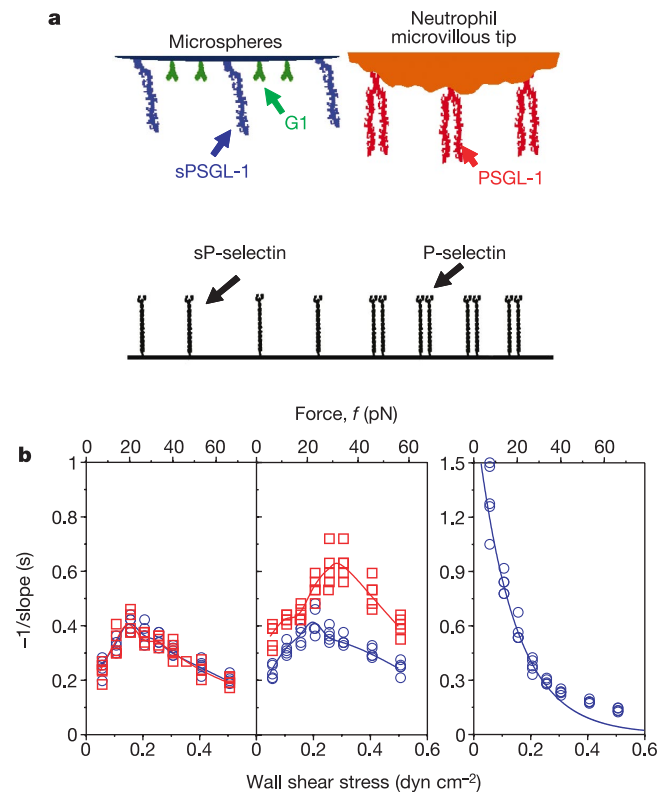 a
Microspheres
Neutrophil
microvillous tip
G1
sPSGL-1
PSGL-1
sP-selectin
P-selectin
Force, f (pN)
b
0 20 40 60
0 20 40 60
0 20 40 60
1
0.8
0.6
0.4
0.2
0
1.5
1.2
0.9
0.6
0.3
0
0 0.2 0.4
0 0.2 0.4 0.6
0 0.2 0.4 0.6
−1/slope (s)
Wall shear stress (dyn cm−2)